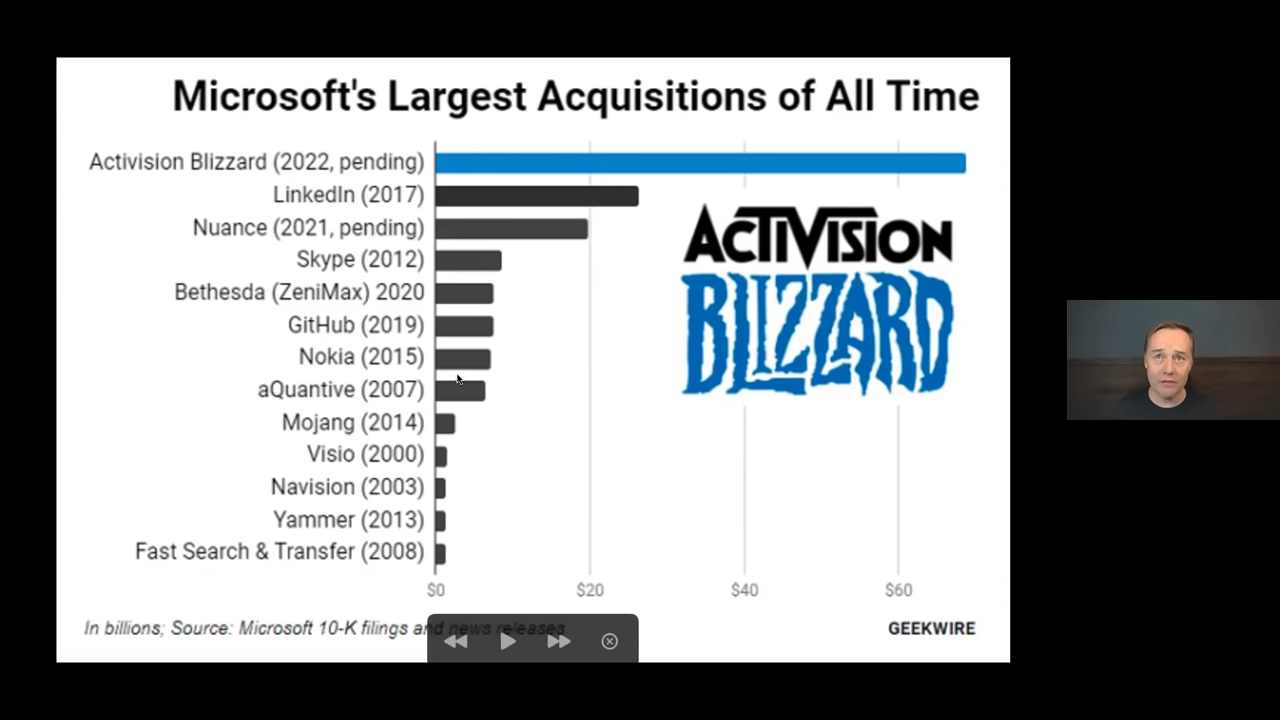 Microsoft's Largest Acquisitions of All Time
Activision Blizzard (2022, pending)
LinkedIn (2017)
Nuance (2021, pending)
Skype (2012)
Bethesda (ZeniMax) 2020
GitHub (2019)
Nokia (2015)
aQuantive (2007)
Mojang (2014)
Visio (2000)
Navision (2003)
Yammer (2013)
Fast Search & Transfer (2008)
ACTIVISION
BLIZZARD
$0 $20 $40 $60
In billions; Source: Microsoft 10-K filings and news releases
GEEKWIRE